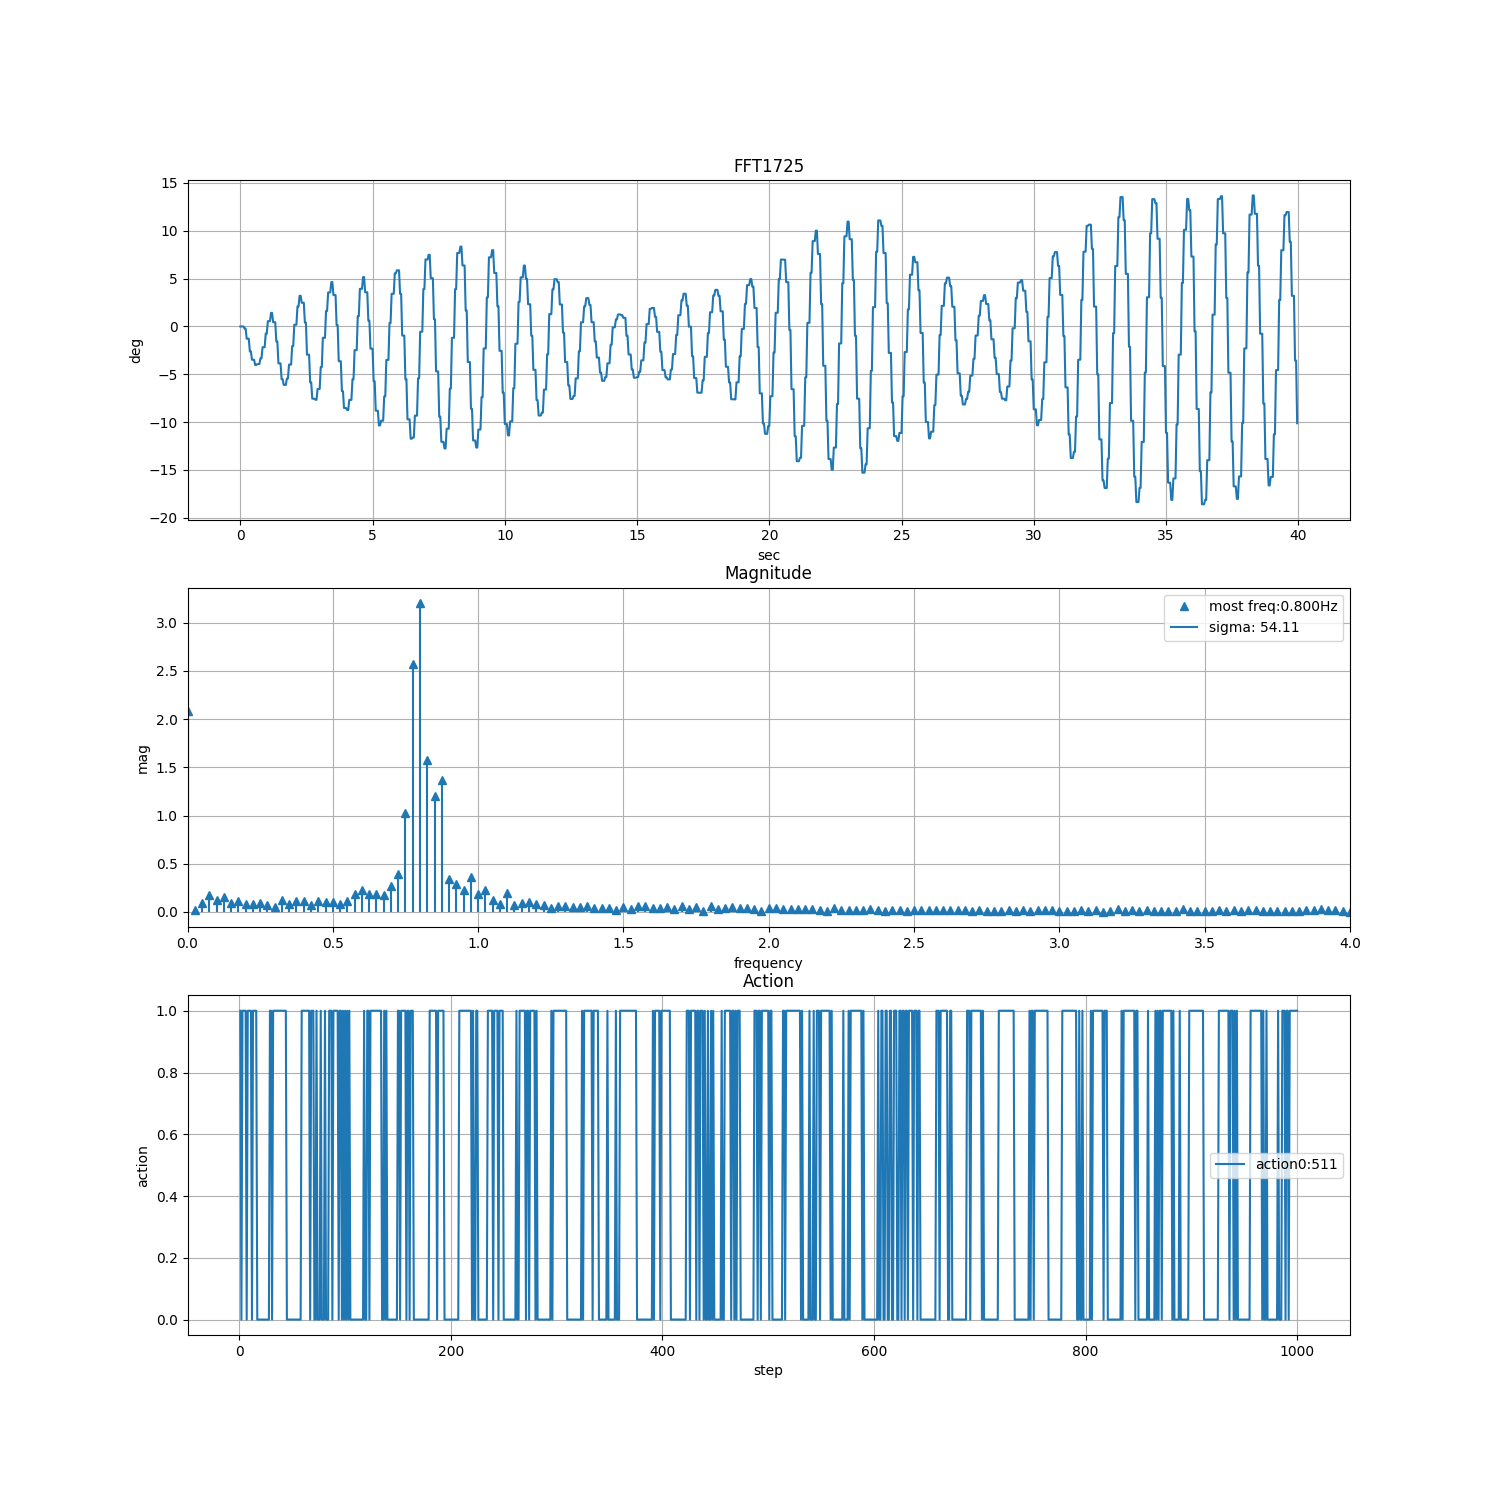 FFT1725
15
10
5
0
−5
−10
−15
−20
deg
0 5 10 15 20 25 30 35 40
sec
Magnitude
most freq:0.800Hz
sigma: 54.11
3.0
2.5
2.0
1.5
1.0
0.5
0.0
mag
0.0 0.5 1.0 1.5 2.0 2.5 3.0 3.5 4.0
frequency
Action
1.0
0.8
0.6
0.4
0.2
0.0
action
action0:511
0 200 400 600 800 1000
step